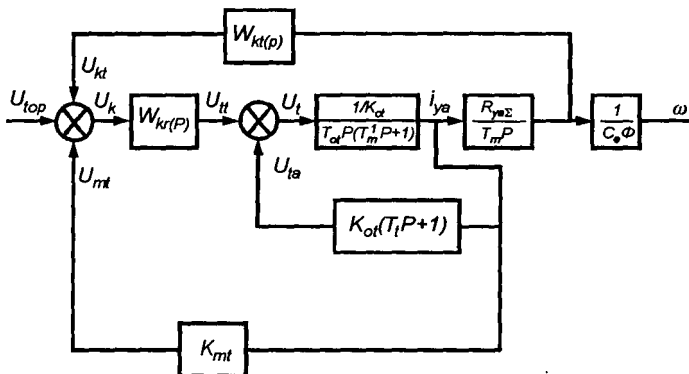 W_kt(p)
U_kt
U_top
U_k
W_kr(P)
U_tt
U_t
1/K_ot
T_ot P(T_m^1 P+1)
i_ya
R_yaΣ
T_m P
1
C_e Φ
ω
U_mt
U_ta
K_ot(T_t P+1)
K_mt